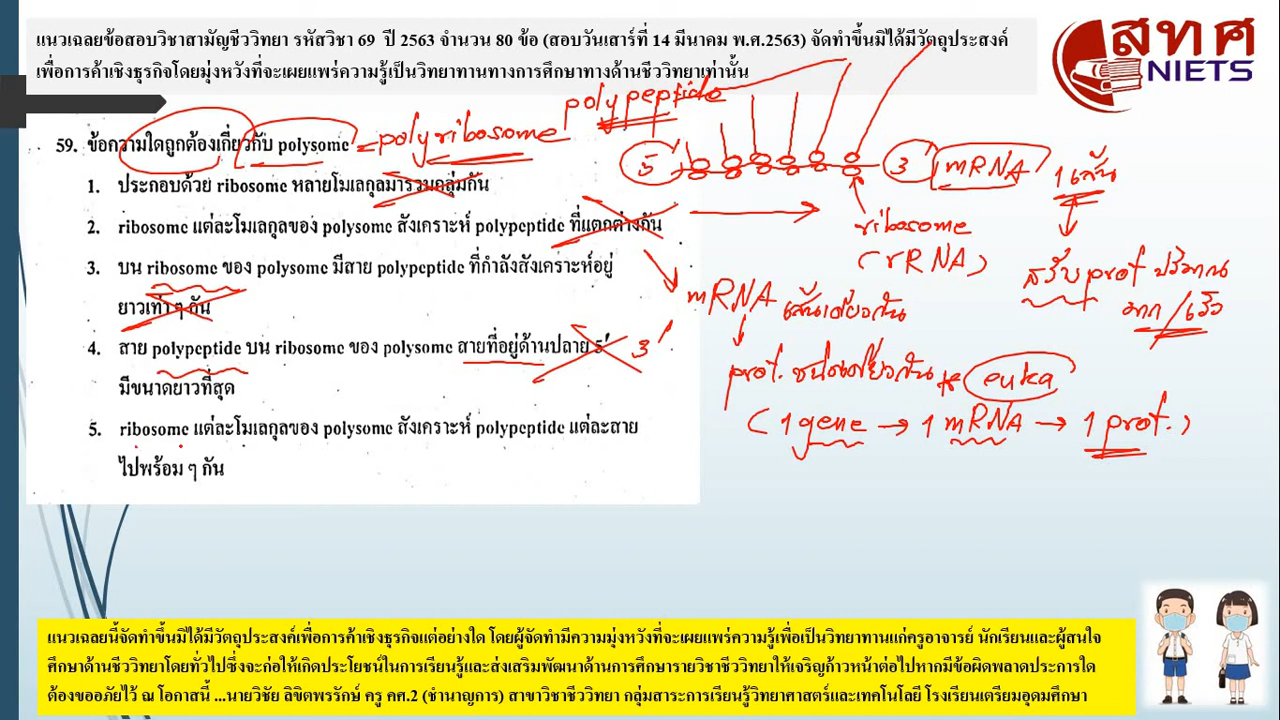 แนวเฉลยข้อสอบวิชาสามัญชีววิทยา รหัสวิชา 69 ปี 2563 จำนวน 80 ข้อ (สอบวันเสาร์ที่ 14 มีนาคม พ.ศ.2563) จัดทำขึ้นมิได้มีวัตถุประสงค์
เพื่อการค้าเชิงธุรกิจโดยมุ่งหวังที่จะเผยแพร่ความรู้เป็นวิทยาทานทางการศึกษาทางด้านชีววิทยาเท่านั้น
สทศ
NIETS
59. ข้อความใดถูกต้องเกี่ยวกับ polysome = polyribosome
polypeptide
1. ประกอบด้วย ribosome หลายโมเลกุลมารวมกลุ่มกัน
2. ribosome แต่ละโมเลกุลของ polysome สังเคราะห์ polypeptide ที่แตกต่างกัน
3. บน ribosome ของ polysome มีสาย polypeptide ที่กำลังสังเคราะห์อยู่
ยาวเท่า ๆ กัน
4. สาย polypeptide บน ribosome ของ polysome สายที่อยู่ด้านปลาย 5' 3'
มีขนาดยาวที่สุด
5. ribosome แต่ละโมเลกุลของ polysome สังเคราะห์ polypeptide แต่ละสาย
ไปพร้อม ๆ กัน
5' 3' mRNA 1 เส้น
ribosome
(rRNA)
สร้าง prot ปริมาณ
มาก/เร็ว
mRNA เส้นเดียวกัน
prot. ชนิดเดียวกัน * euka
(1 gene → 1 mRNA → 1 prot.)
แนวเฉลยนี้จัดทำขึ้นมิได้มีวัตถุประสงค์เพื่อการค้าเชิงธุรกิจแต่อย่างใด โดยผู้จัดทำมีความมุ่งหวังที่จะเผยแพร่ความรู้เพื่อเป็นวิทยาทานแก่ครูอาจารย์ นักเรียนและผู้สนใจ
ศึกษาด้านชีววิทยาโดยทั่วไปซึ่งจะก่อให้เกิดประโยชน์ในการเรียนรู้และส่งเสริมพัฒนาด้านการศึกษารายวิชาชีววิทยาให้เจริญก้าวหน้าต่อไปหากมีข้อผิดพลาดประการใด
ต้องขออภัยไว้ ณ โอกาสนี้ ...นายวิชัย ลิขิตพรรักษ์ ครู คศ.2 (ชำนาญการ) สาขาวิชาชีววิทยา กลุ่มสาระการเรียนรู้วิทยาศาสตร์และเทคโนโลยี โรงเรียนเตรียมอุดมศึกษา